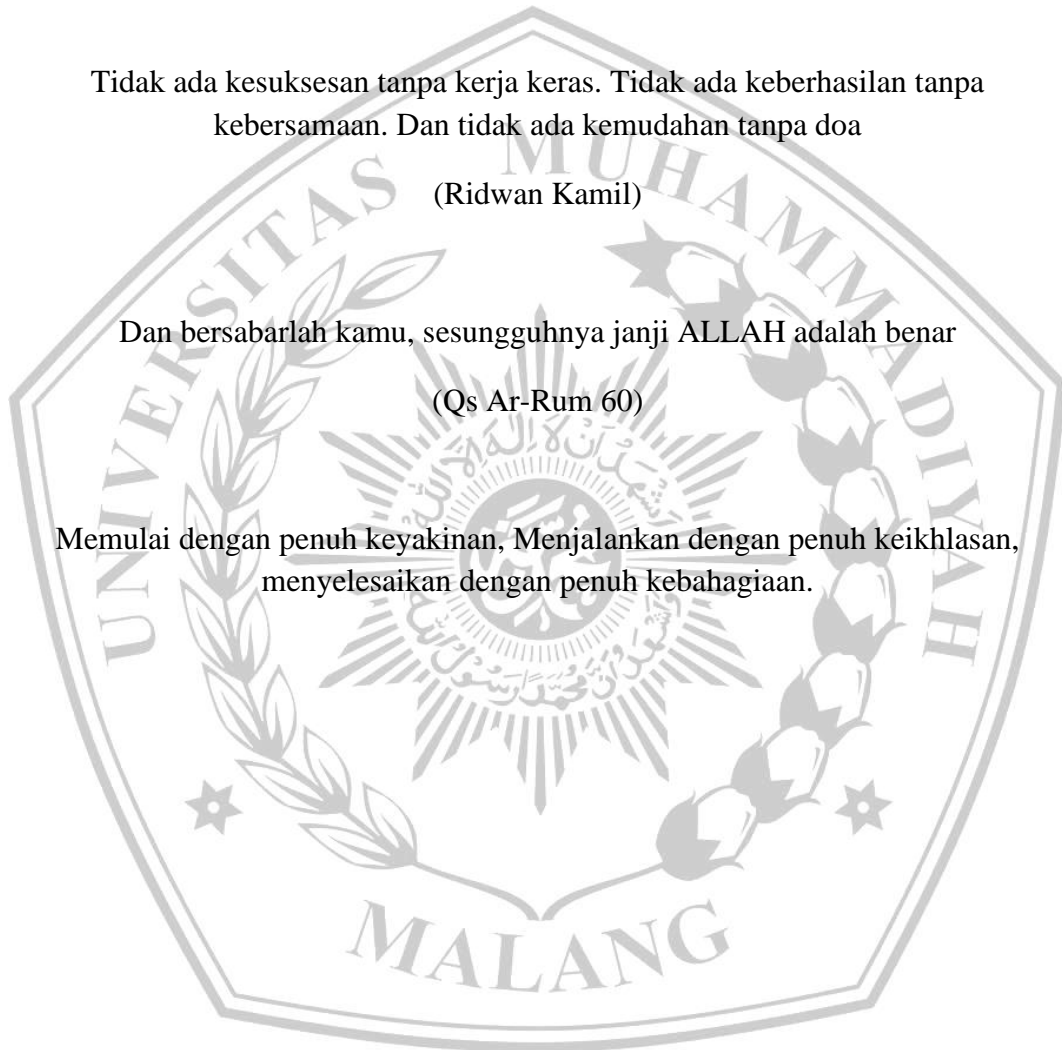 Tidak ada kesuksesan tanpa kerja keras. Tidak ada keberhasilan tanpa
kebersamaan. Dan tidak ada kemudahan tanpa doa
(Ridwan Kamil)
Dan bersabarlah kamu, sesungguhnya janji ALLAH adalah benar
(Qs Ar-Rum 60)
Memulai dengan penuh keyakinan, Menjalankan dengan penuh keikhlasan,
menyelesaikan dengan penuh kebahagiaan.
UNIVERSITAS MUHAMMADIYAH
MALANG